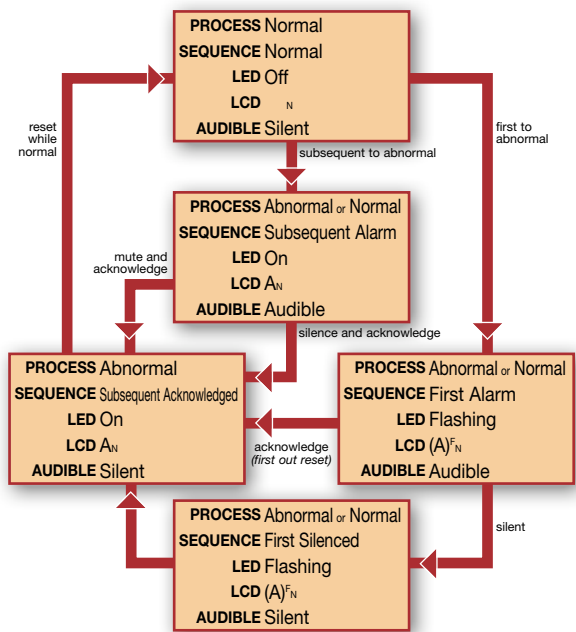 PROCESS Normal
SEQUENCE Normal
LED Off
LCD N
AUDIBLE Silent
reset
while
normal
first to
abnormal
subsequent to abnormal
PROCESS Abnormal or Normal
SEQUENCE Subsequent Alarm
LED On
LCD AN
AUDIBLE Audible
mute and
acknowledge
silence and acknowledge
PROCESS Abnormal
SEQUENCE Subsequent Acknowledged
LED On
LCD AN
AUDIBLE Silent
acknowledge
(first out reset)
PROCESS Abnormal or Normal
SEQUENCE First Alarm
LED Flashing
LCD (A)FN
AUDIBLE Audible
silent
PROCESS Abnormal or Normal
SEQUENCE First Silenced
LED Flashing
LCD (A)FN
AUDIBLE Silent